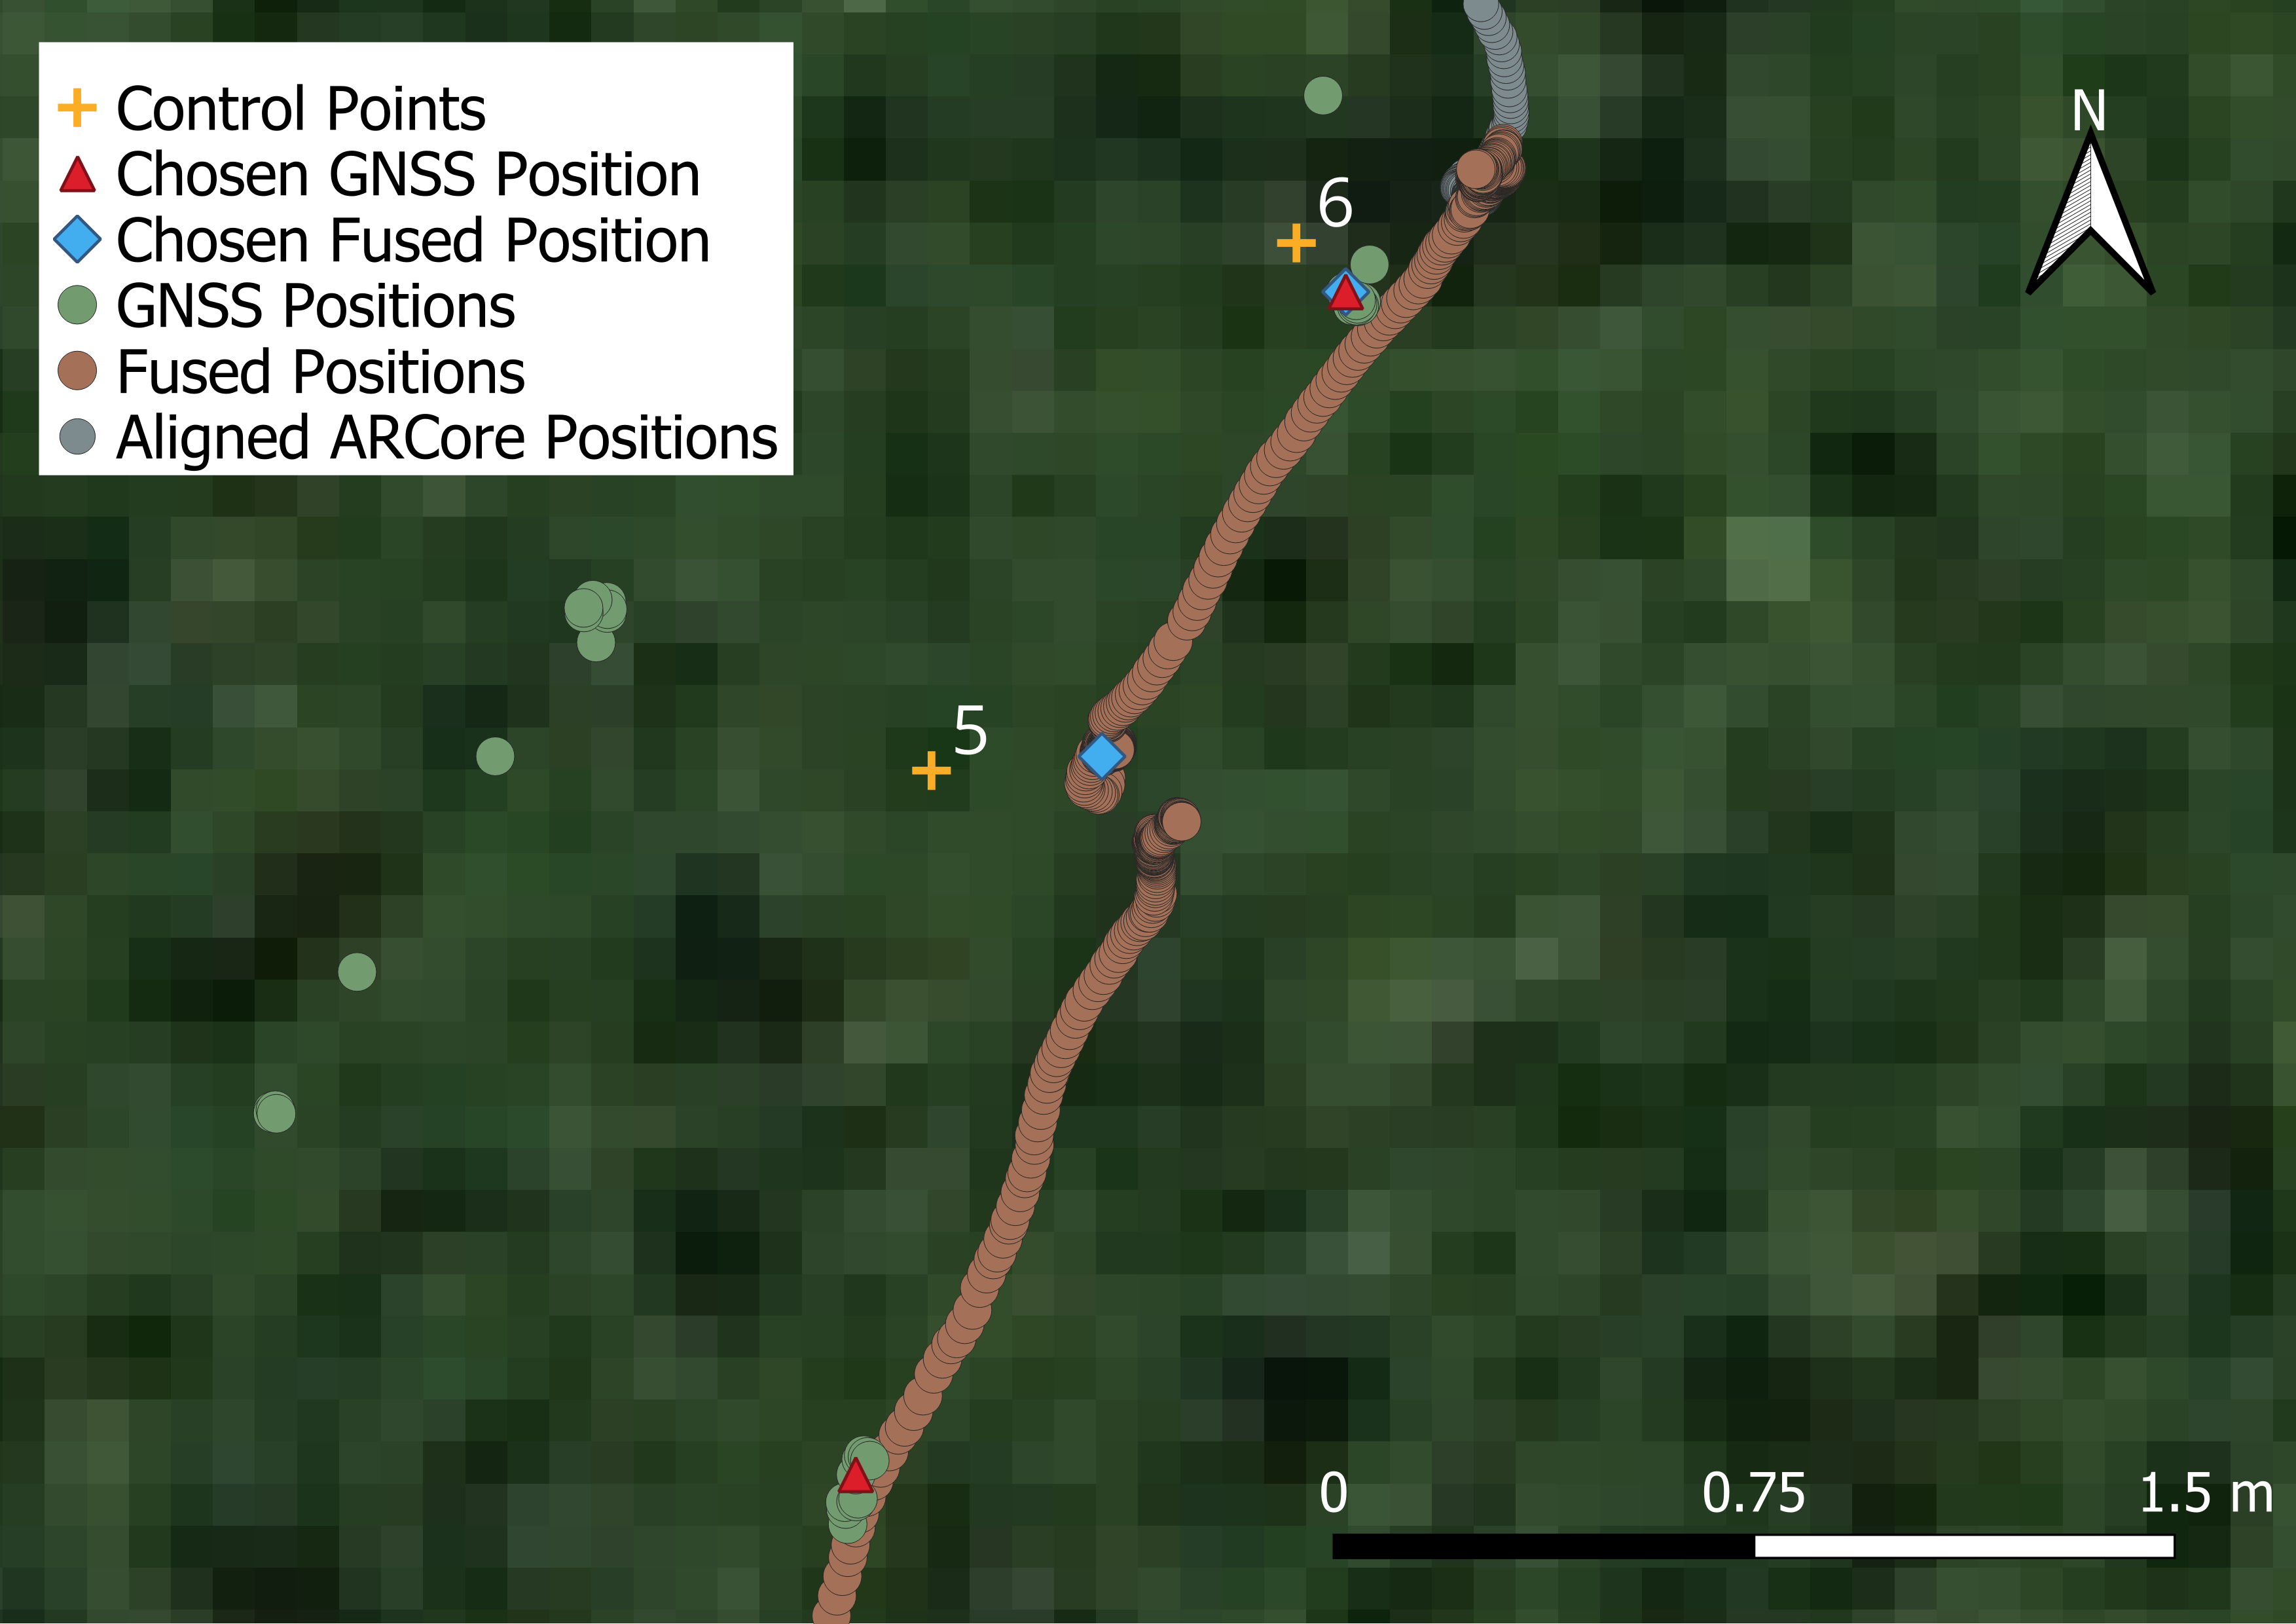 Control Points
Chosen GNSS Position
Chosen Fused Position
GNSS Positions
Fused Positions
Aligned ARCore Positions
N
6
5
0 0.75 1.5 m